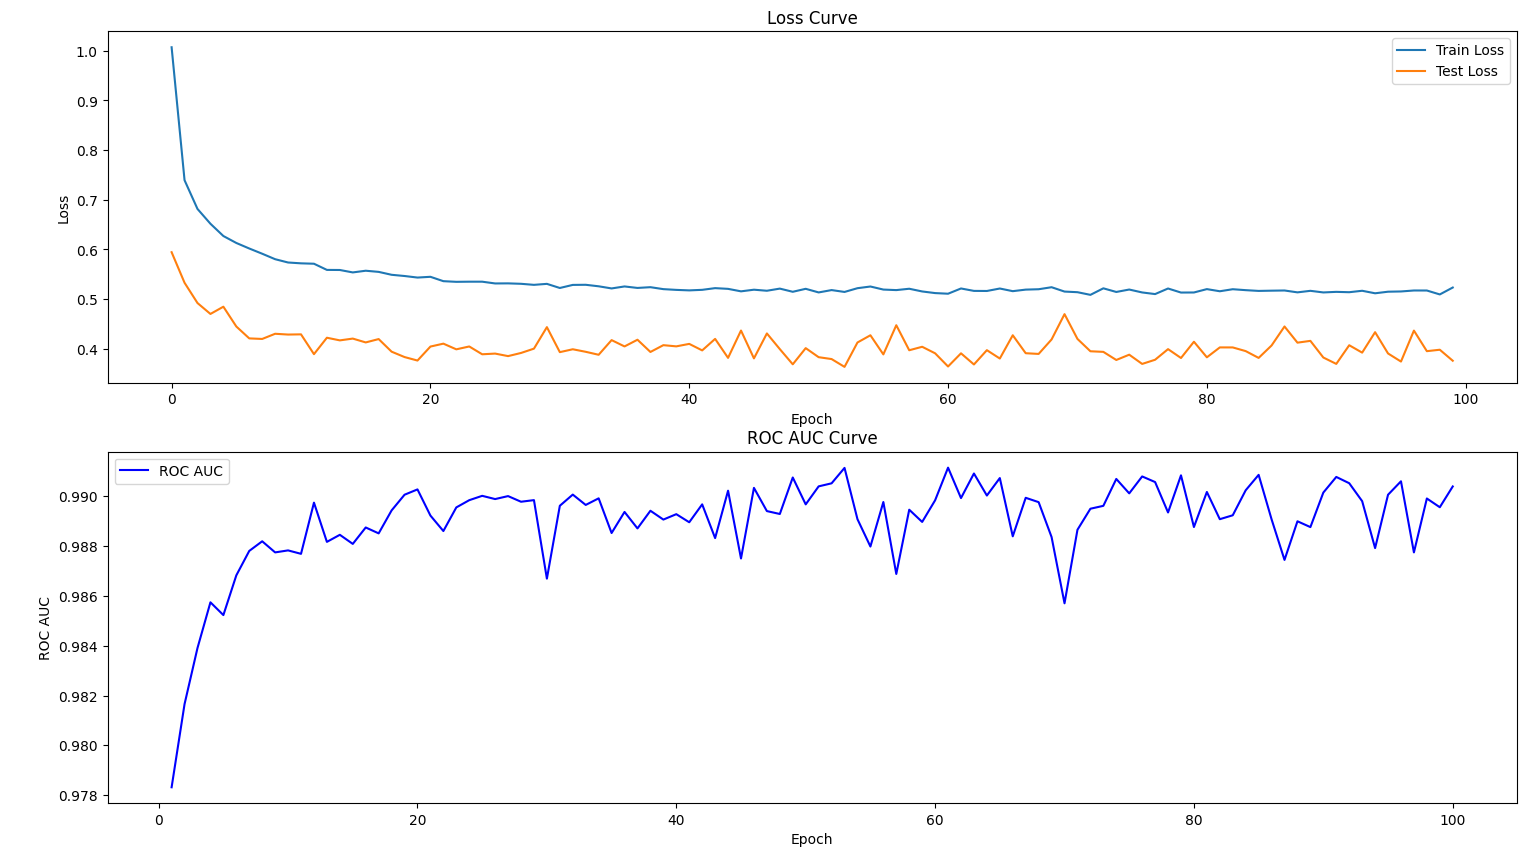 Loss Curve
1.0
0.9
0.8
0.7
0.6
0.5
0.4
Loss
Train Loss
Test Loss
0 20 40 60 80 100
Epoch
ROC AUC Curve
ROC AUC
0.990
0.988
0.986
0.984
0.982
0.980
0.978
ROC AUC
0 20 40 60 80 100
Epoch